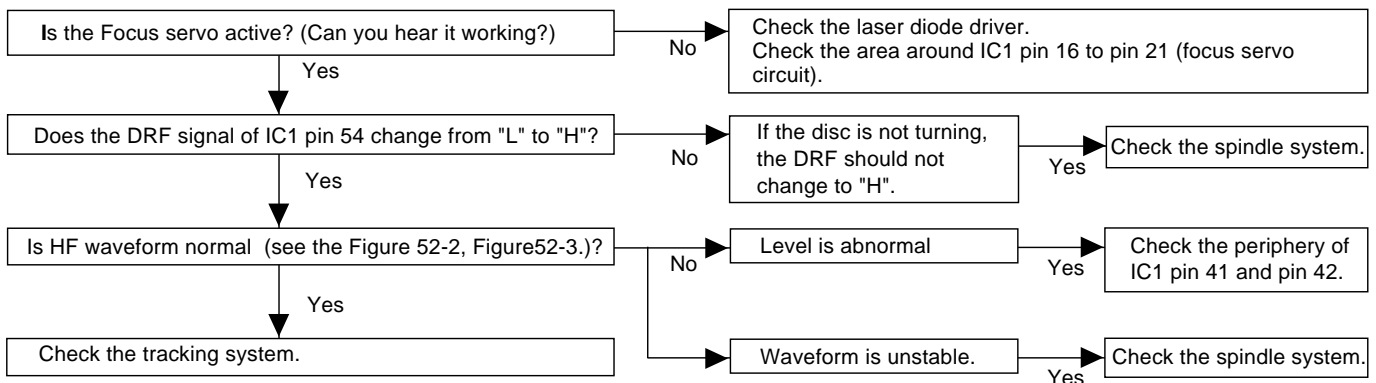 Is the Focus servo active? (Can you hear it working?)
No
Check the laser diode driver.
Check the area around IC1 pin 16 to pin 21 (focus servo
circuit).
Yes
Does the DRF signal of IC1 pin 54 change from "L" to "H"?
No
If the disc is not turning,
the DRF should not
change to "H".
Yes
Check the spindle system.
Yes
Is HF waveform normal (see the Figure 52-2, Figure52-3.)?
No
Level is abnormal
Yes
Check the periphery of
IC1 pin 41 and pin 42.
Yes
Check the tracking system.
Waveform is unstable.
Yes
Check the spindle system.